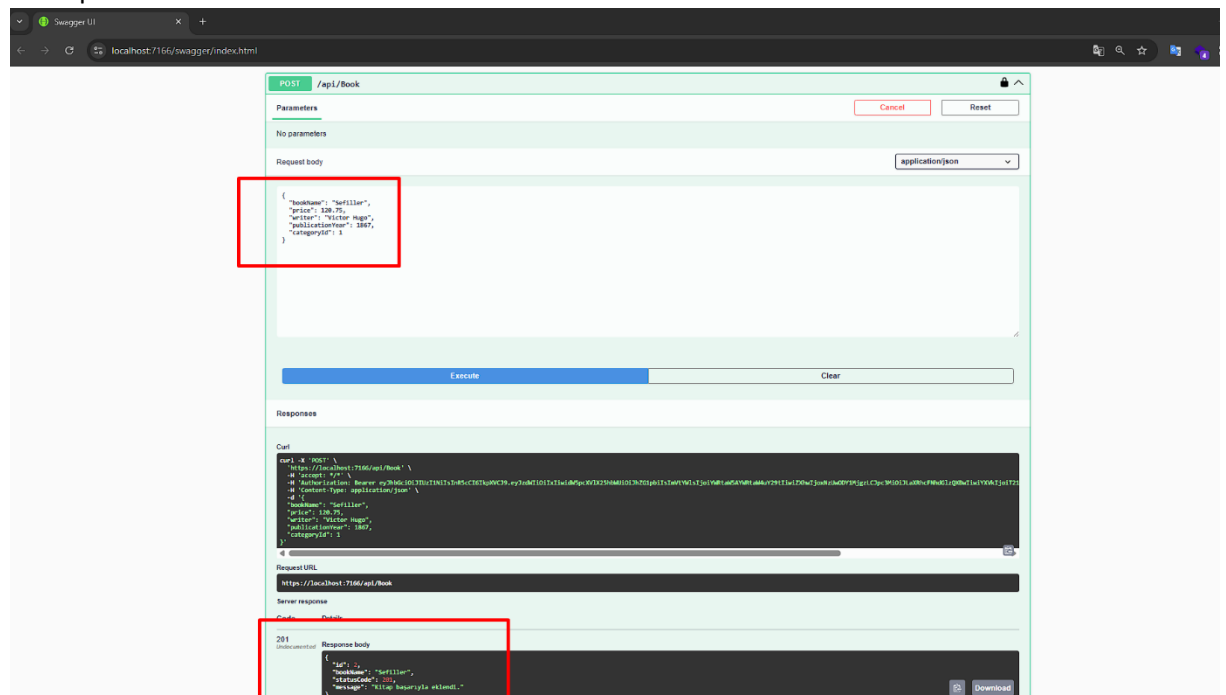 Swagger UI
localhost:7166/swagger/index.html
POST /api/Book
Parameters
Cancel
Reset
No parameters
Request body
application/json
{
"bookName": "Sefiller",
"price": 120.75,
"writer": "Victor Hugo",
"publicationYear": 1867,
"categoryId": 1
}
Execute
Clear
Responses
Curl
curl -X 'POST' \
'https://localhost:7166/api/Book' \
-H 'accept: */*' \
-H 'Authorization: Bearer
-H 'Content-Type: application/json' \
-d '{
"bookName": "Sefiller",
"price": 120.75,
"writer": "Victor Hugo",
"publicationYear": 1867,
"categoryId": 1
}'
Request URL
https://localhost:7166/api/Book
Server response
Code Details
201
Undocumented
Response body
{
"id": 2,
"bookName": "Sefiller",
"statusCode": 201,
"message": "Kitap başarıyla eklendi."
Download